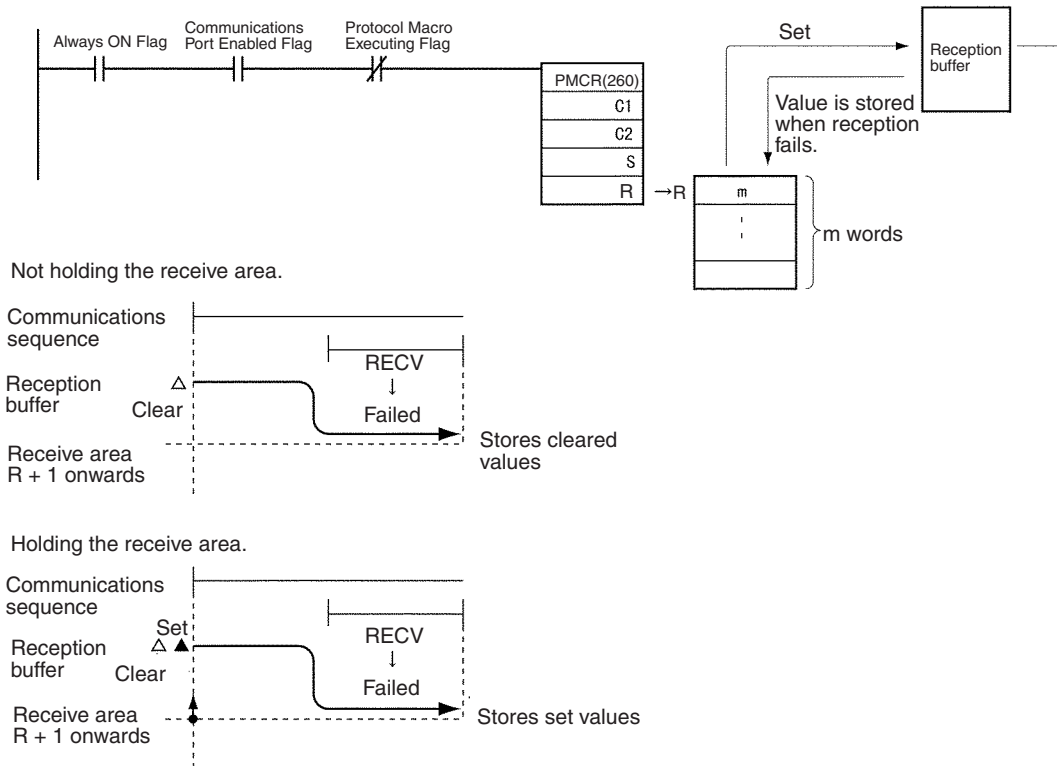 Always ON Flag
Communications
Port Enabled Flag
Protocol Macro
Executing Flag
PMCR(260)
C1
C2
S
R
→R
m
m words
Set
Reception
buffer
Value is stored
when reception
fails.
Not holding the receive area.
Communications
sequence
RECV
↓
Failed
Reception
buffer
Clear
Receive area
R + 1 onwards
Stores cleared
values
Holding the receive area.
Communications
sequence
Set
RECV
↓
Failed
Reception
buffer
Clear
Receive area
R + 1 onwards
Stores set values